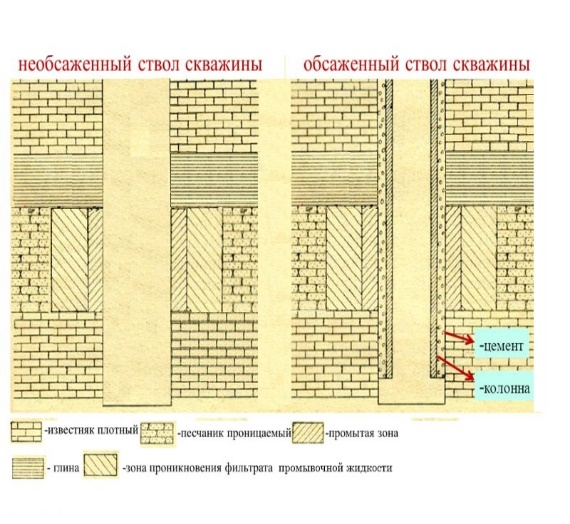 необсаженный ствол скважины
обсаженный ствол скважины
-цемент
-колонна
-известняк плотный -песчаник проницаемый -промытая зона
- глина -зона проникновения фильтрата промывочной жидкости